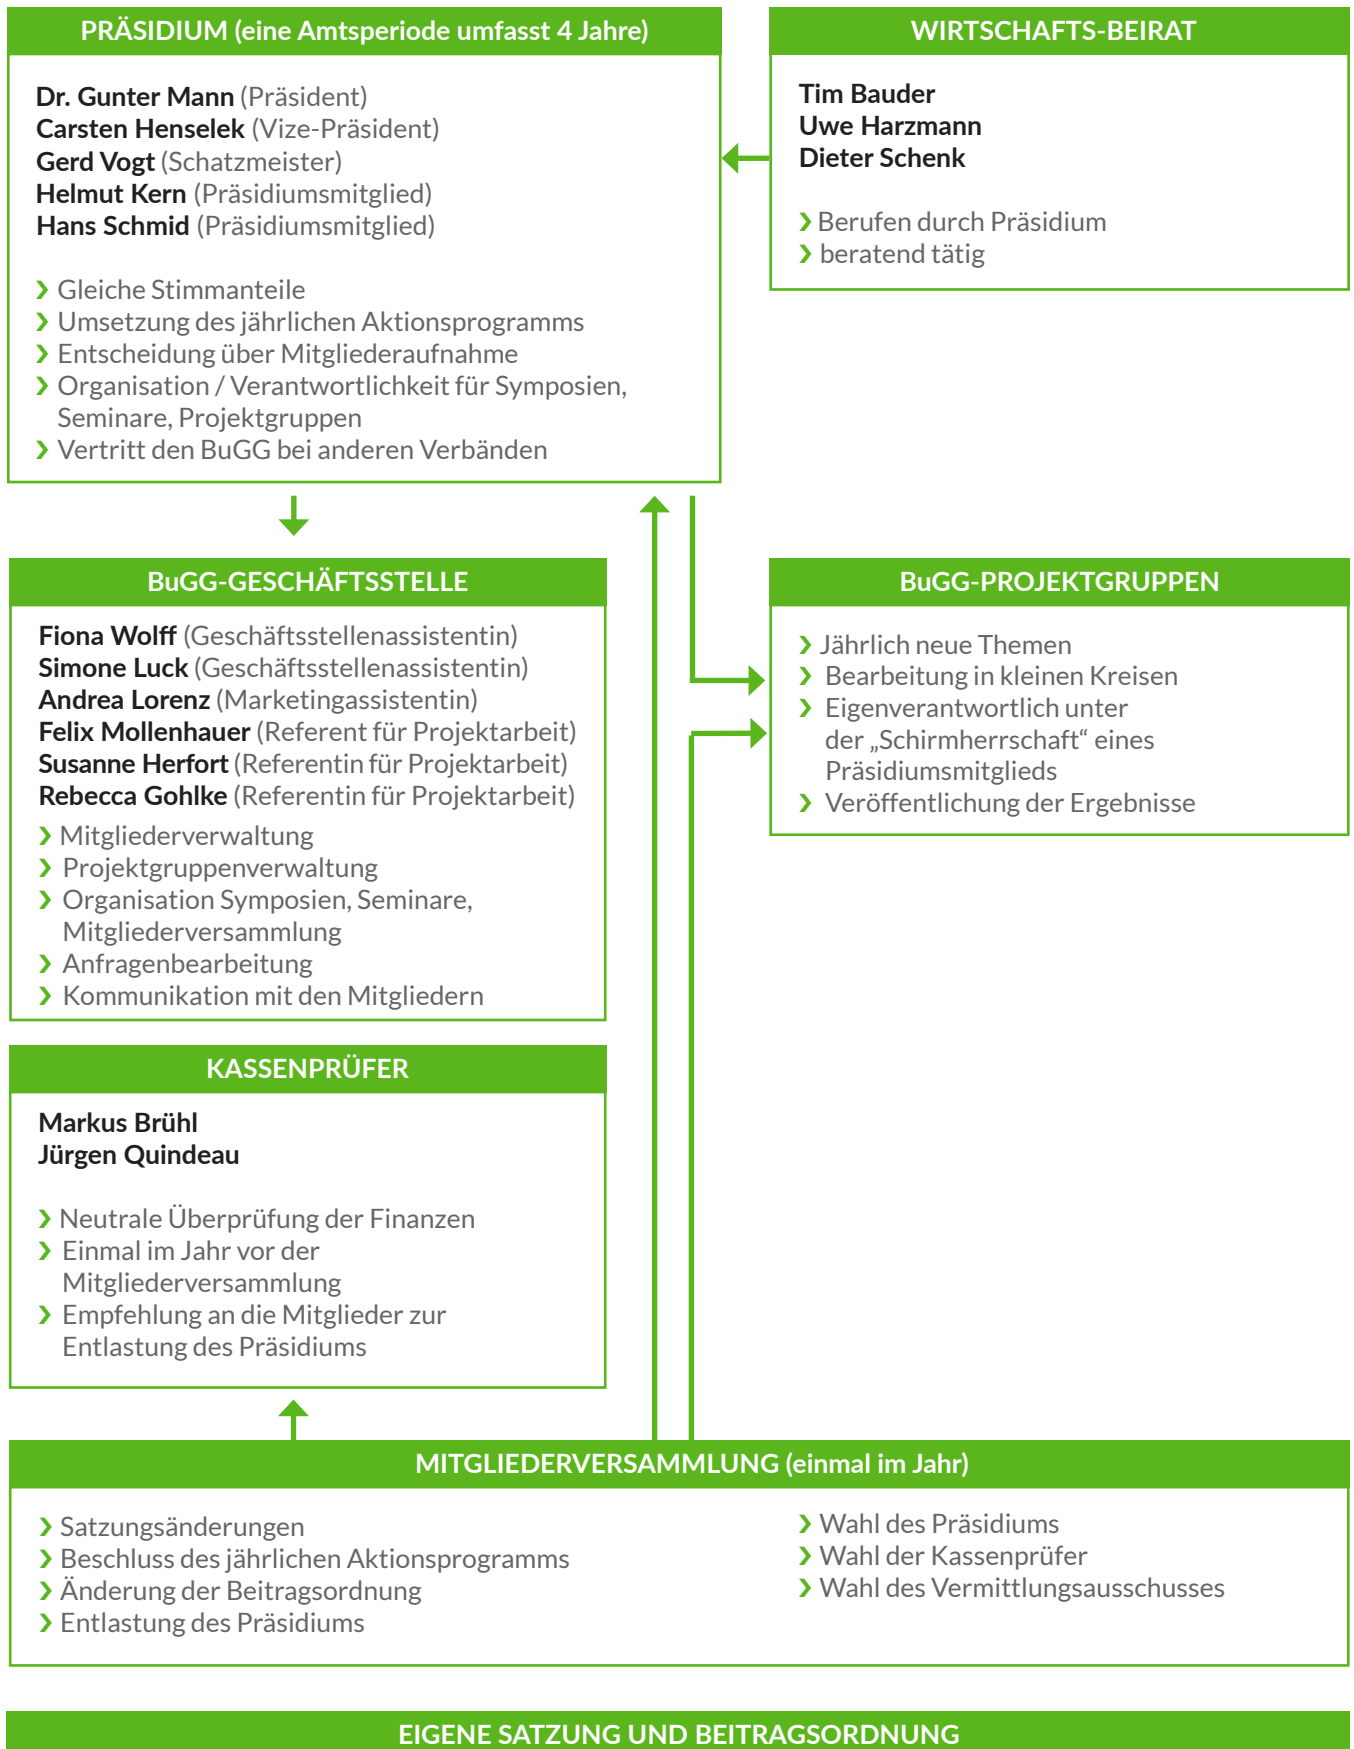 PRÄSIDIUM (eine Amtsperiode umfasst 4 Jahre)
Dr. Gunter Mann (Präsident)
Carsten Henselek (Vize-Präsident)
Gerd Vogt (Schatzmeister)
Helmut Kern (Präsidiumsmitglied)
Hans Schmid (Präsidiumsmitglied)
› Gleiche Stimmanteile
› Umsetzung des jährlichen Aktionsprogramms
› Entscheidung über Mitgliederaufnahme
› Organisation / Verantwortlichkeit für Symposien,
Seminare, Projektgruppen
› Vertritt den BuGG bei anderen Verbänden
WIRTSCHAFTS-BEIRAT
Tim Bauder
Uwe Harzmann
Dieter Schenk
› Berufen durch Präsidium
› beratend tätig
BuGG-GESCHÄFTSSTELLE
Fiona Wolff (Geschäftsstellenassistentin)
Simone Luck (Geschäftsstellenassistentin)
Andrea Lorenz (Marketingassistentin)
Felix Mollenhauer (Referent für Projektarbeit)
Susanne Herfort (Referentin für Projektarbeit)
Rebecca Gohlke (Referentin für Projektarbeit)
› Mitgliederverwaltung
› Projektgruppenverwaltung
› Organisation Symposien, Seminare,
Mitgliederversammlung
› Anfragenbearbeitung
› Kommunikation mit den Mitgliedern
BuGG-PROJEKTGRUPPEN
› Jährlich neue Themen
› Bearbeitung in kleinen Kreisen
› Eigenverantwortlich unter
der „Schirmherrschaft“ eines
Präsidiumsmitglieds
› Veröffentlichung der Ergebnisse
KASSENPRÜFER
Markus Brühl
Jürgen Quindeau
› Neutrale Überprüfung der Finanzen
› Einmal im Jahr vor der
Mitgliederversammlung
› Empfehlung an die Mitglieder zur
Entlastung des Präsidiums
MITGLIEDERVERSAMMLUNG (einmal im Jahr)
› Satzungsänderungen
› Beschluss des jährlichen Aktionsprogramms
› Änderung der Beitragsordnung
› Entlastung des Präsidiums
› Wahl des Präsidiums
› Wahl der Kassenprüfer
› Wahl des Vermittlungsausschusses
EIGENE SATZUNG UND BEITRAGSORDNUNG